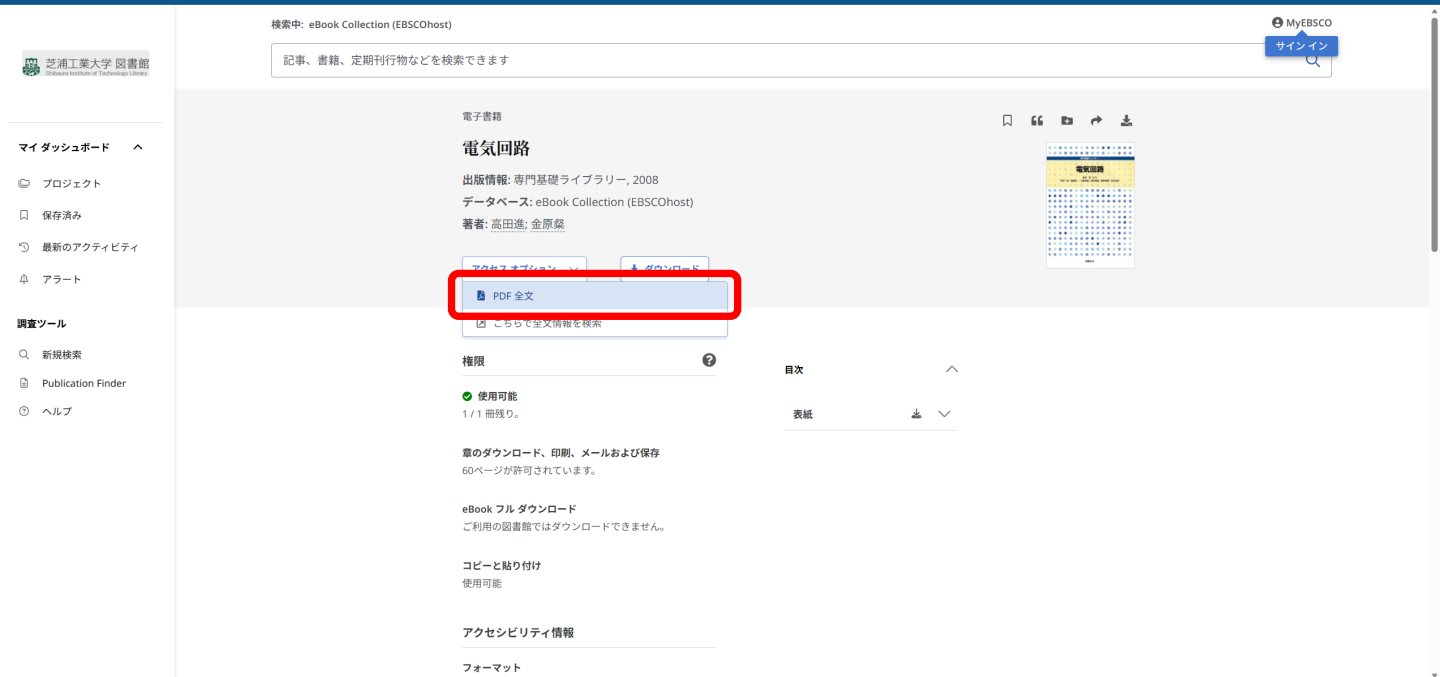 検索中: eBook Collection (EBSCOhost)
MyEBSCO
サイン イン
芝浦工業大学 図書館
Shibaura Institute of Technology Library
記事、書籍、定期刊行物などを検索できます
マイ ダッシュボード
プロジェクト
保存済み
最新のアクティビティ
アラート
調査ツール
新規検索
Publication Finder
ヘルプ
電子書籍
電気回路
出版情報: 専門基礎ライブラリー, 2008
データベース: eBook Collection (EBSCOhost)
著者: 高田進; 金原粲
アクセス オプション
ダウンロード
PDF 全文
こちらで全文情報を検索
電気回路
権限
使用可能
1 / 1 冊残り。
章のダウンロード、印刷、メールおよび保存
60ページが許可されています。
eBook フル ダウンロード
ご利用の図書館ではダウンロードできません。
コピーと貼り付け
使用可能
アクセシビリティ情報
フォーマット
目次
表紙